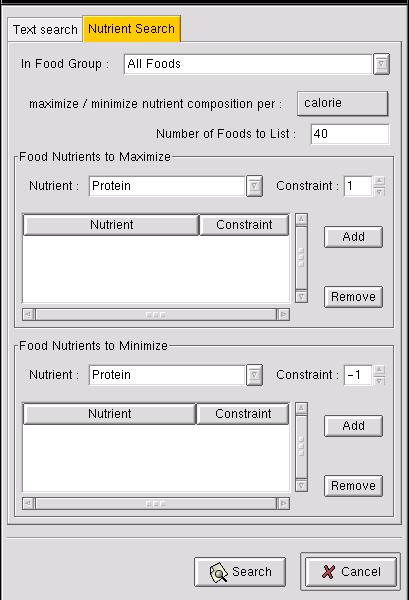 Text search Nutrient Search
In Food Group : All Foods
maximize / minimize nutrient composition per : calorie
Number of Foods to List : 40
Food Nutrients to Maximize
Nutrient : Protein Constraint : 1
Nutrient Constraint
Add
Remove
Food Nutrients to Minimize
Nutrient : Protein Constraint : -1
Nutrient Constraint
Add
Remove
Search Cancel